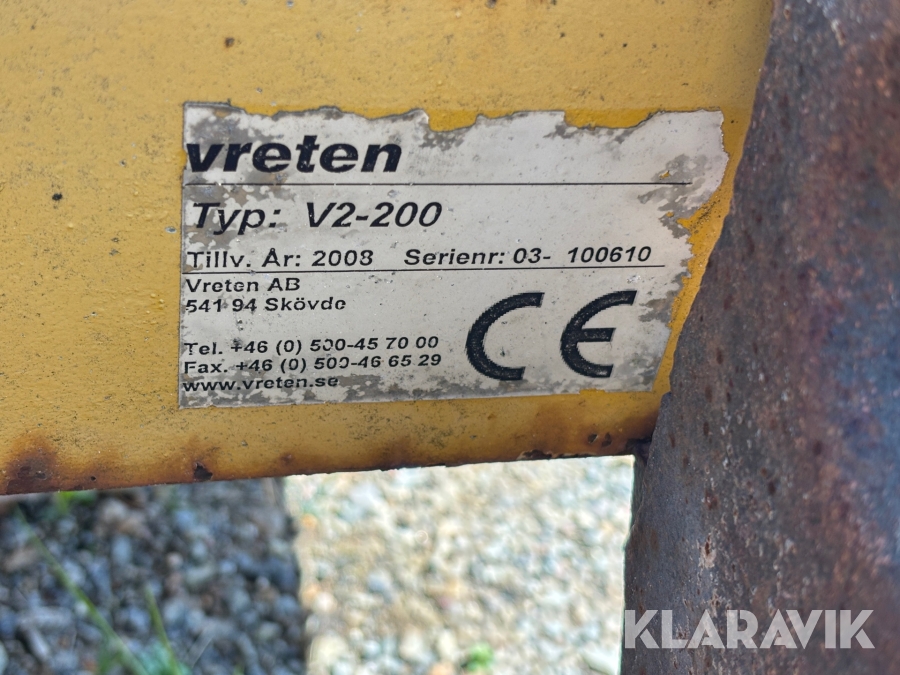 vreten
Typ: V2-200
Tillv. År: 2008 Serienr: 03- 100610
Vreten AB
541 94 Skövde
Tel. +46 (0) 500-45 70 00
Fax. +46 (0) 500-46 65 29
www.vreten.se
CE
KLARAVIK